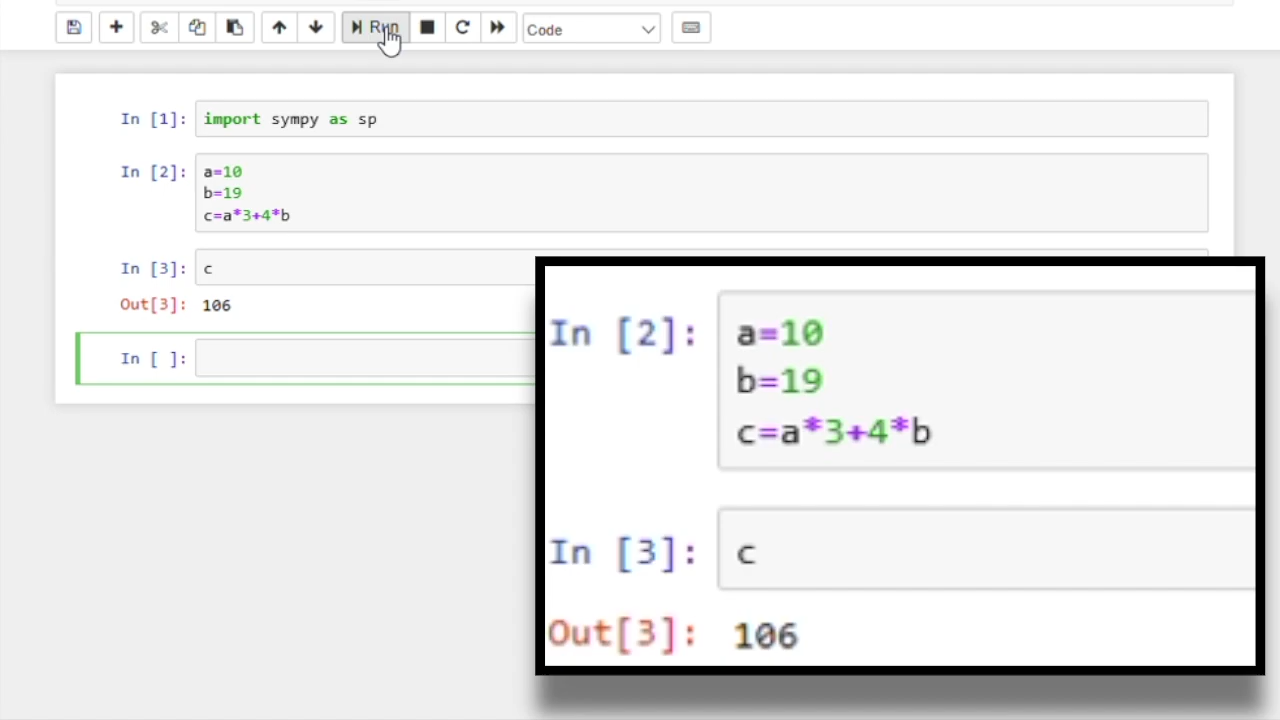 Run
Code
In [1]: import sympy as sp
In [2]: a=10
b=19
c=a*3+4*b
In [3]: c
Out[3]: 106
In [ ]:
In [2]: a=10
b=19
c=a*3+4*b
In [3]: c
Out[3]: 106